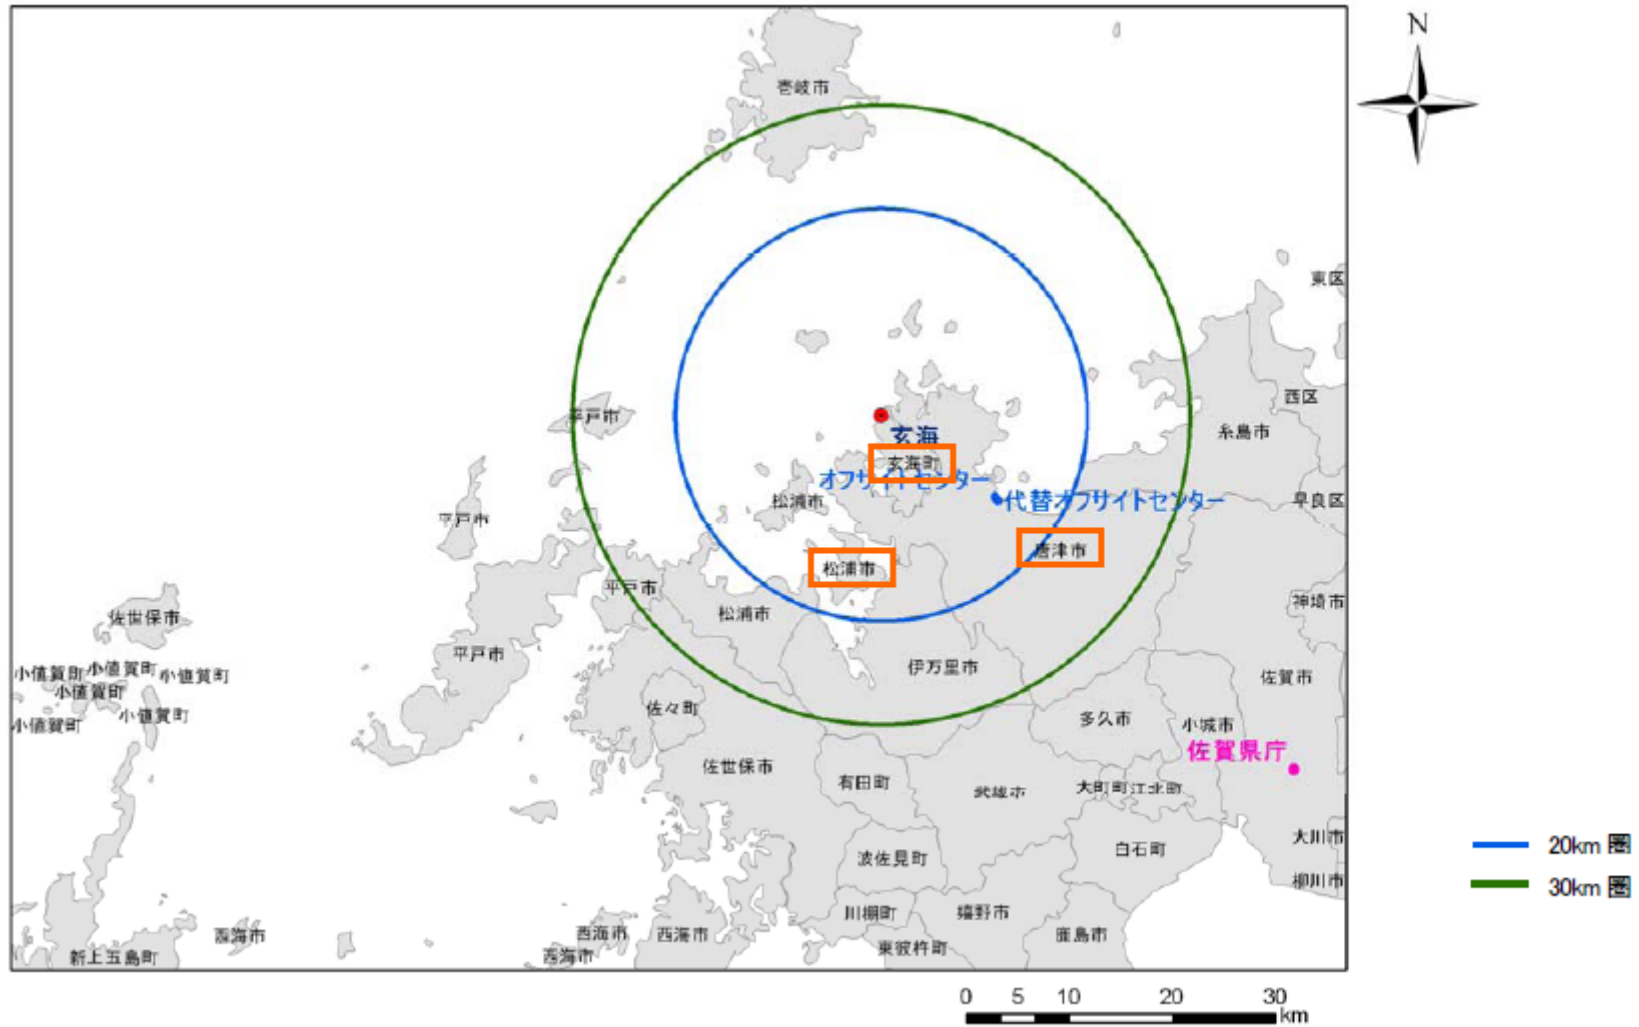 N
壱岐市
東区
西区
平戸市
糸島市
玄海
玄海町
オフサイトセンター
松浦市
代替オフサイトセンター
早良区
平戸市
唐津市
松浦市
平戸市
神埼市
佐世保市
松浦市
平戸市
伊万里市
小値賀町
小値賀町
小値賀町
佐賀市
小値賀町
佐々町
小値賀町
小値賀町
多久市
小城市
佐賀県庁
佐世保市
有田町
武雄市
大町町
江北町
大川市
20km 圏
白石町
波佐見町
柳川市
30km 圏
川棚町
嬉野市
西海市
西海市
西海市
鹿島市
東彼杵町
西海市
新上五島町
0 5 10 20 30
km